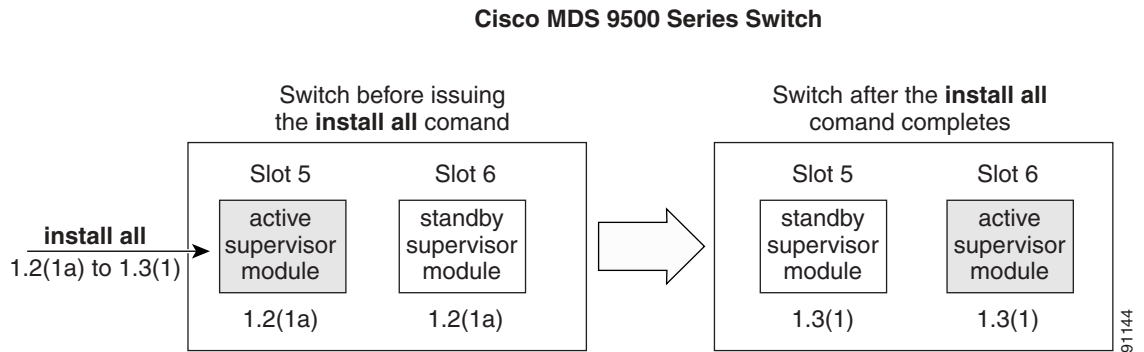 Cisco MDS 9500 Series Switch
Switch before issuing
the install all comand
Switch after the install all
comand completes
install all
1.2(1a) to 1.3(1)
Slot 5
active
supervisor
module
1.2(1a)
Slot 6
standby
supervisor
module
1.2(1a)
Slot 5
standby
supervisor
module
1.3(1)
Slot 6
active
supervisor
module
1.3(1)
91144